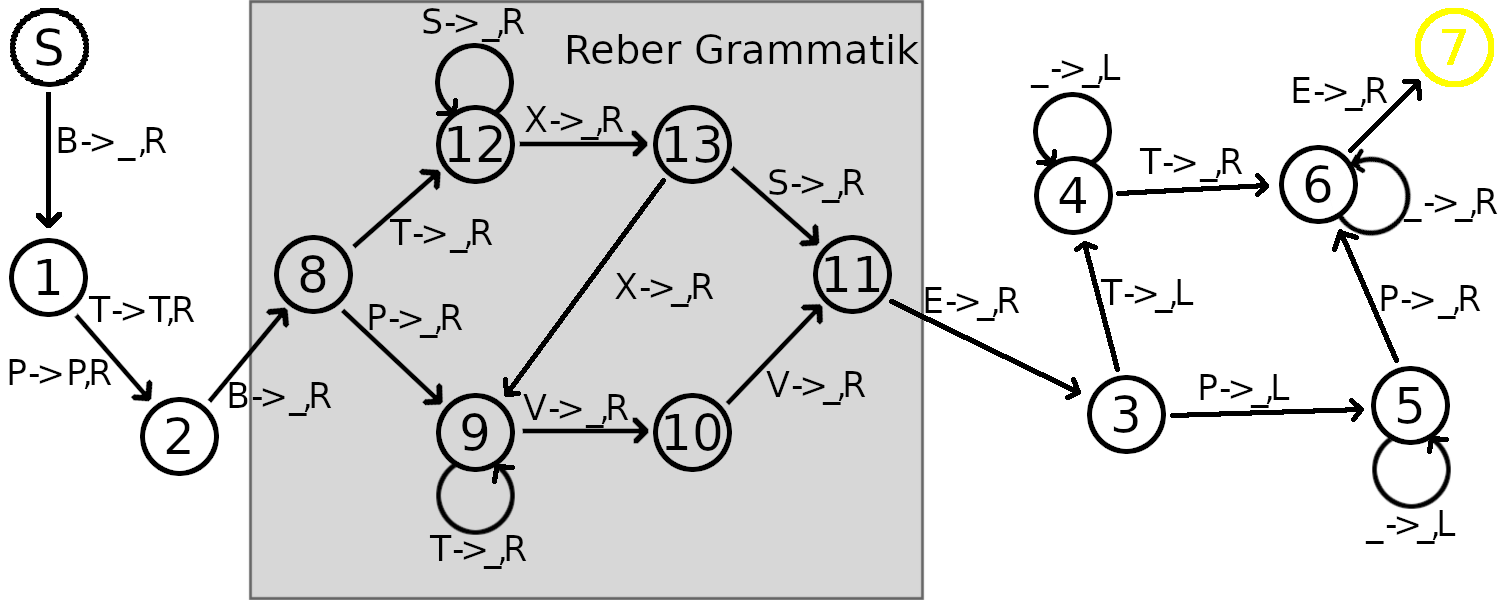 S
B->_,R
1
T->T,R
P->P,R
2
B->_,R
Reber Grammatik
8
T->_,R
P->_,R
S->_,R
12
X->_,R
13
S->_,R
X->_,R
11
9
V->_,R
10
V->_,R
T->_,R
E->_,R
3
T->_,L
P->_,L
_->_,L
4
T->_,R
5
_->_,L
P->_,R
6
_->_,R
E->_,R
7